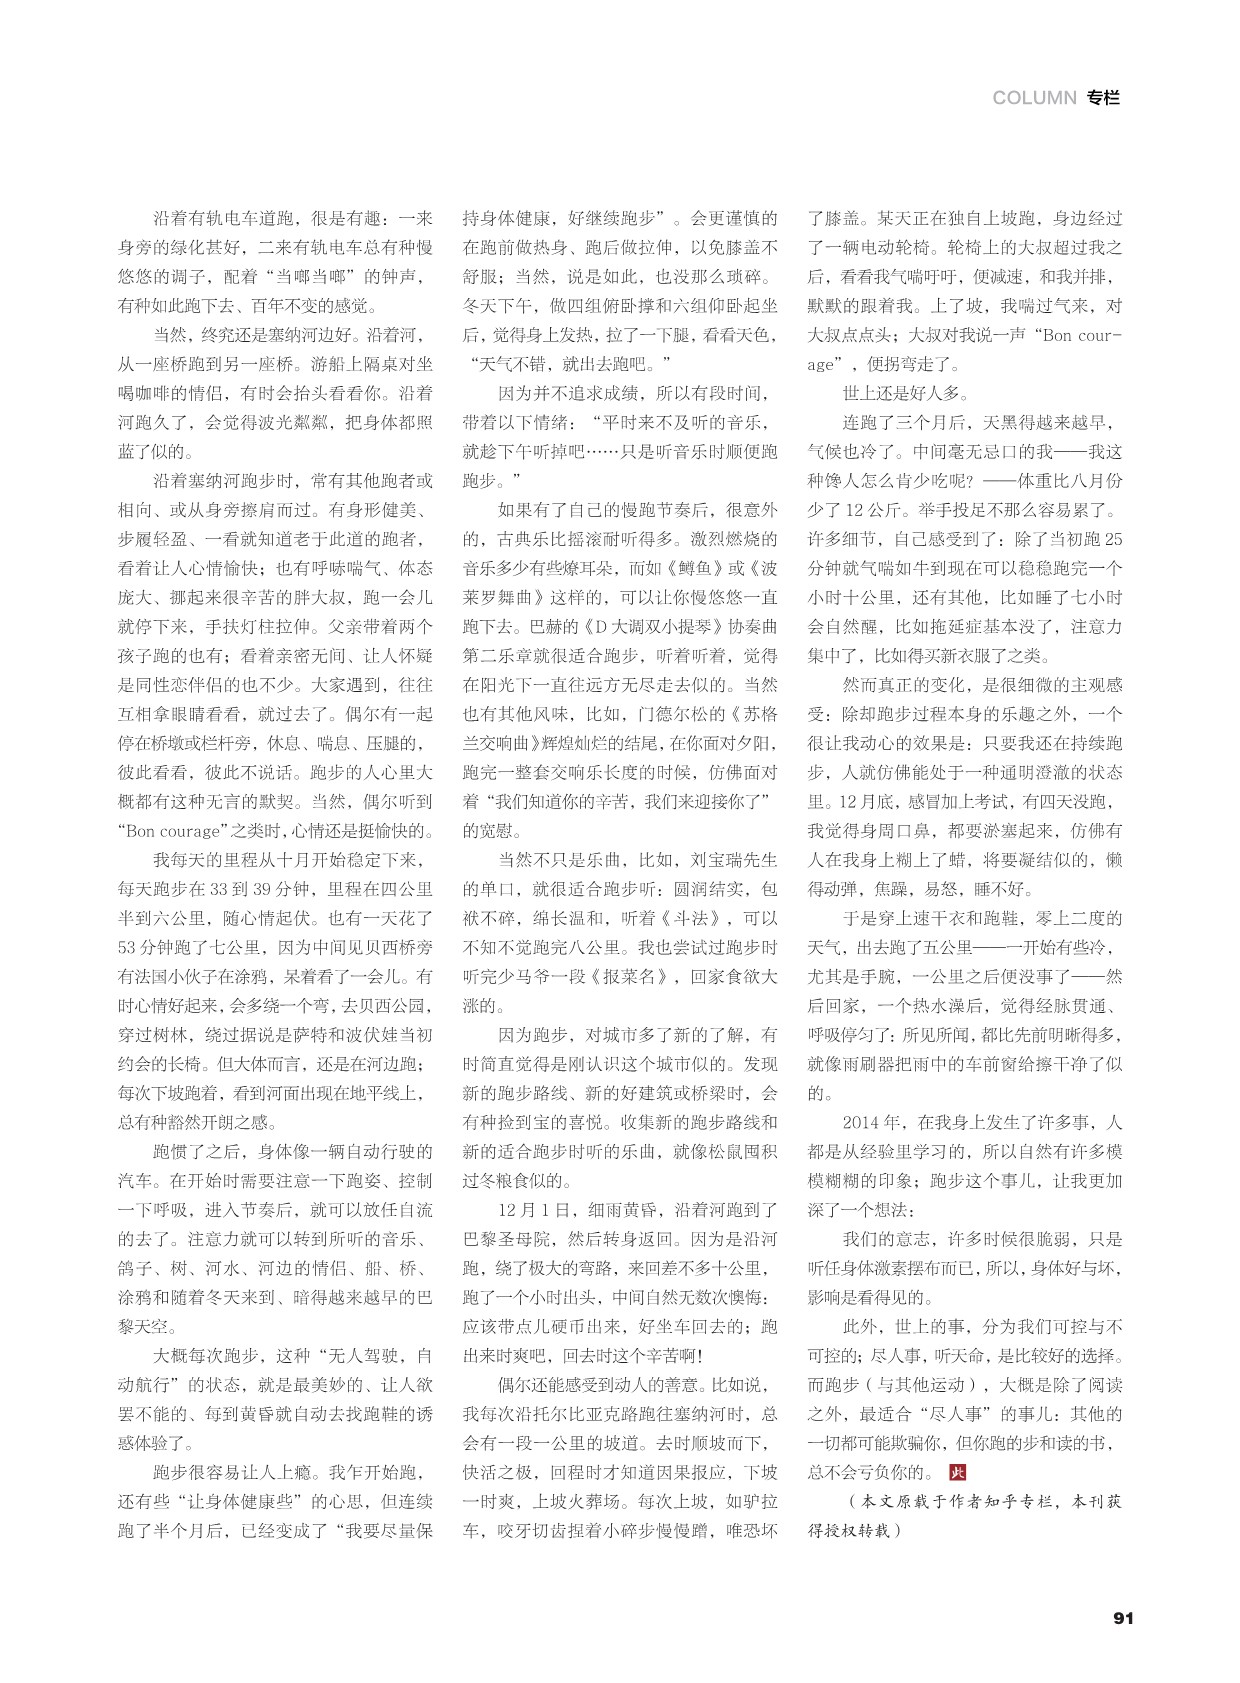 COLUMN 专栏
沿着有轨电车道跑，很是有趣：一来
身旁的绿化甚好，二来有轨电车总有种慢
悠悠的调子，配着“当啷当啷”的钟声，
有种如此跑下去、百年不变的感觉。
当然，终究还是塞纳河边好。沿着河，
从一座桥跑到另一座桥。游船上隔桌对坐
喝咖啡的情侣，有时会抬头看看你。沿着
河跑久了，会觉得波光粼粼，把身体都照
蓝了似的。
沿着塞纳河跑步时，常有其他跑者或
相向、或从身旁擦肩而过。有身形健美、
步履轻盈、一看就知道老于此道的跑者，
看着让人心情愉快；也有呼哧喘气、体态
庞大、挪起来很辛苦的胖大叔，跑一会儿
就停下来，手扶灯柱拉伸。父亲带着两个
孩子跑的也有；看着亲密无间、让人怀疑
是同性恋伴侣的也不少。大家遇到，往往
互相拿眼睛看看，就过去了。偶尔有一起
停在桥墩或栏杆旁，休息、喘息、压腿的，
彼此看看，彼此不说话。跑步的人心里大
概都有这种无言的默契。当然，偶尔听到
“Bon courage”之类时，心情还是挺愉快的。
我每天的里程从十月开始稳定下来，
每天跑步在 33 到 39 分钟，里程在四公里
半到六公里，随心情起伏。也有一天花了
53 分钟跑了七公里，因为中间见贝西桥旁
有法国小伙子在涂鸦，呆着看了一会儿。有
时心情好起来，会多绕一个弯，去贝西公园，
穿过树林，绕过据说是萨特和波伏娃当初
约会的长椅。但大体而言，还是在河边跑；
每次下坡跑着，看到河面出现在地平线上，
总有种豁然开朗之感。
跑惯了之后，身体像一辆自动行驶的
汽车。在开始时需要注意一下跑姿、控制
一下呼吸，进入节奏后，就可以放任自流
的去了。注意力就可以转到所听的音乐、
鸽子、树、河水、河边的情侣、船、桥、
涂鸦和随着冬天来到、暗得越来越早的巴
黎天空。
大概每次跑步，这种“无人驾驶，自
动航行”的状态，就是最美妙的、让人欲
罢不能的、每到黄昏就自动去找跑鞋的诱
惑体验了。
跑步很容易让人上瘾。我乍开始跑，
还有些“让身体健康些”的心思，但连续
跑了半个月后，已经变成了“我要尽量保
持身体健康，好继续跑步”。会更谨慎的
在跑前做热身、跑后做拉伸，以免膝盖不
舒服；当然，说是如此，也没那么琐碎。
冬天下午，做四组俯卧撑和六组仰卧起坐
后，觉得身上发热，拉了一下腿，看看天色，
“天气不错，就出去跑吧。”
因为并不追求成绩，所以有段时间，
带着以下情绪：“平时来不及听的音乐，
就趁下午听掉吧……只是听音乐时顺便跑
跑步。”
如果有了自己的慢跑节奏后，很意外
的，古典乐比摇滚耐听得多。激烈燃烧的
音乐多少有些燎耳朵，而如《鳟鱼》或《波
莱罗舞曲》这样的，可以让你慢悠悠一直
跑下去。巴赫的《D 大调双小提琴》协奏曲
第二乐章就很适合跑步，听着听着，觉得
在阳光下一直往远方无尽走去似的。当然
也有其他风味，比如，门德尔松的《苏格
兰交响曲》辉煌灿烂的结尾，在你面对夕阳，
跑完一整套交响乐长度的时候，仿佛面对
着“我们知道你的辛苦，我们来迎接你了”
的宽慰。
当然不只是乐曲，比如，刘宝瑞先生
的单口，就很适合跑步听：圆润结实，包
袱不碎，绵长温和，听着《斗法》，可以
不知不觉跑完八公里。我也尝试过跑步时
听完少马爷一段《报菜名》，回家食欲大
涨的。
因为跑步，对城市多了新的了解，有
时简直觉得是刚认识这个城市似的。发现
新的跑步路线、新的好建筑或桥梁时，会
有种捡到宝的喜悦。收集新的跑步路线和
新的适合跑步时听的乐曲，就像松鼠囤积
过冬粮食似的。
12 月 1 日，细雨黄昏，沿着河跑到了
巴黎圣母院，然后转身返回。因为是沿河
跑，绕了极大的弯路，来回差不多十公里，
跑了一个小时出头，中间自然无数次懊悔：
应该带点儿硬币出来，好坐车回去的；跑
出来时爽吧，回去时这个辛苦啊！
偶尔还能感受到动人的善意。比如说，
我每次沿托尔比亚克路跑往塞纳河时，总
会有一段一公里的坡道。去时顺坡而下，
快活之极，回程时才知道因果报应，下坡
一时爽，上坡火葬场。每次上坡，如驴拉
车，咬牙切齿捏着小碎步慢慢蹭，唯恐坏
了膝盖。某天正在独自上坡跑，身边经过
了一辆电动轮椅。轮椅上的大叔超过我之
后，看看我气喘吁吁，便减速，和我并排，
默默的跟着我。上了坡，我喘过气来，对
大叔点点头；大叔对我说一声“Bon cour-
age”，便拐弯走了。
世上还是好人多。
连跑了三个月后，天黑得越来越早，
气候也冷了。中间毫无忌口的我——我这
种馋人怎么肯少吃呢？——体重比八月份
少了 12 公斤。举手投足不那么容易累了。
许多细节，自己感受到了：除了当初跑 25
分钟就气喘如牛到现在可以稳稳跑完一个
小时十公里，还有其他，比如睡了七小时
会自然醒，比如拖延症基本没了，注意力
集中了，比如得买新衣服了之类。
然而真正的变化，是很细微的主观感
受：除却跑步过程本身的乐趣之外，一个
很让我动心的效果是：只要我还在持续跑
步，人就仿佛能处于一种通明澄澈的状态
里。12 月底，感冒加上考试，有四天没跑，
我觉得身周口鼻，都要淤塞起来，仿佛有
人在我身上糊上了蜡，将要凝结似的，懒
得动弹，焦躁，易怒，睡不好。
于是穿上速干衣和跑鞋，零上二度的
天气，出去跑了五公里——一开始有些冷，
尤其是手腕，一公里之后便没事了——然
后回家，一个热水澡后，觉得经脉贯通、
呼吸停匀了：所见所闻，都比先前明晰得多，
就像雨刷器把雨中的车前窗给擦干净了似
的。
2014 年，在我身上发生了许多事，人
都是从经验里学习的，所以自然有许多模
模糊糊的印象；跑步这个事儿，让我更加
深了一个想法：
我们的意志，许多时候很脆弱，只是
听任身体激素摆布而已，所以，身体好与坏，
影响是看得见的。
此外，世上的事，分为我们可控与不
可控的；尽人事，听天命，是比较好的选择。
而跑步（与其他运动），大概是除了阅读
之外，最适合“尽人事”的事儿：其他的
一切都可能欺骗你，但你跑的步和读的书，
总不会亏负你的。 此
（本文原载于作者知乎专栏，本刊获
得授权转载）
91